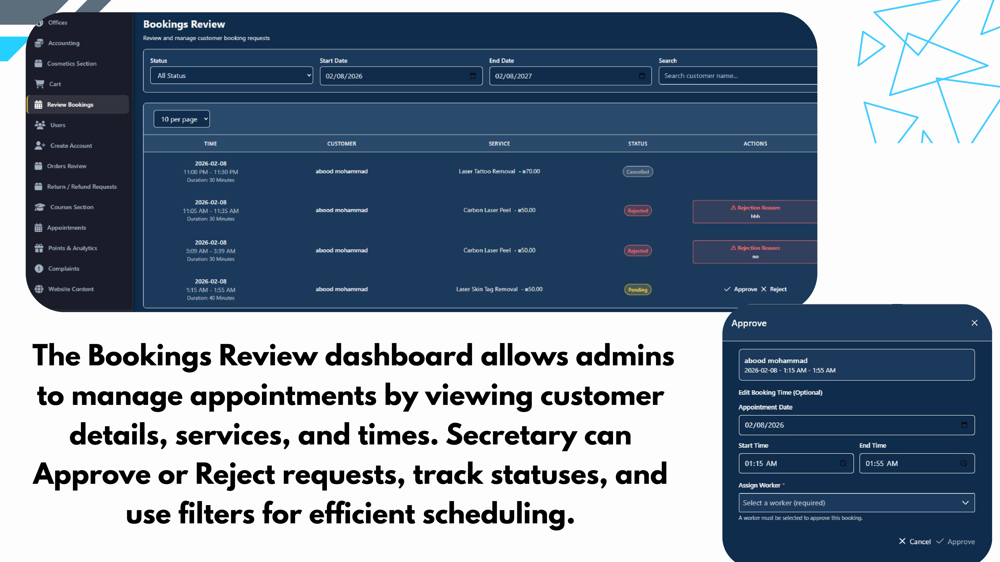 Offices
Accounting
Cosmetics Section
Cart
Review Bookings
Users
Create Account
Orders Review
Return / Refund Requests
Courses Section
Appointments
Points & Analytics
Complaints
Website Content
Bookings Review
Review and manage customer booking requests
Status Start Date End Date Search
All Status 02/08/2026 02/08/2027 Search customer name...
10 per page
TIME CUSTOMER SERVICE STATUS ACTIONS
2026-02-08
11:00 PM - 11:30 PM abood mohammad Laser Tattoo Removal - ₪70.00 Cancelled
Duration: 30 Minutes
2026-02-08 ⚠ Rejection Reason:
11:05 AM - 11:35 AM abood mohammad Carbon Laser Peel - ₪50.00 Rejected hhh
Duration: 30 Minutes
2026-02-08 ⚠ Rejection Reason:
3:09 AM - 3:39 AM abood mohammad Carbon Laser Peel - ₪50.00 Rejected no
Duration: 30 Minutes
2026-02-08
1:15 AM - 1:55 AM abood mohammad Laser Skin Tag Removal - ₪50.00 Pending ✓ Approve ✕ Reject
Duration: 40 Minutes
The Bookings Review dashboard allows admins
to manage appointments by viewing customer
details, services, and times. Secretary can
Approve or Reject requests, track statuses, and
use filters for efficient scheduling.
Approve
abood mohammad
2026-02-08 - 1:15 AM - 1:55 AM
Edit Booking Time (Optional)
Appointment Date
02/08/2026
Start Time End Time
01:15 AM 01:55 AM
Assign Worker *
Select a worker (required)
A worker must be selected to approve this booking.
✕ Cancel ✓ Approve